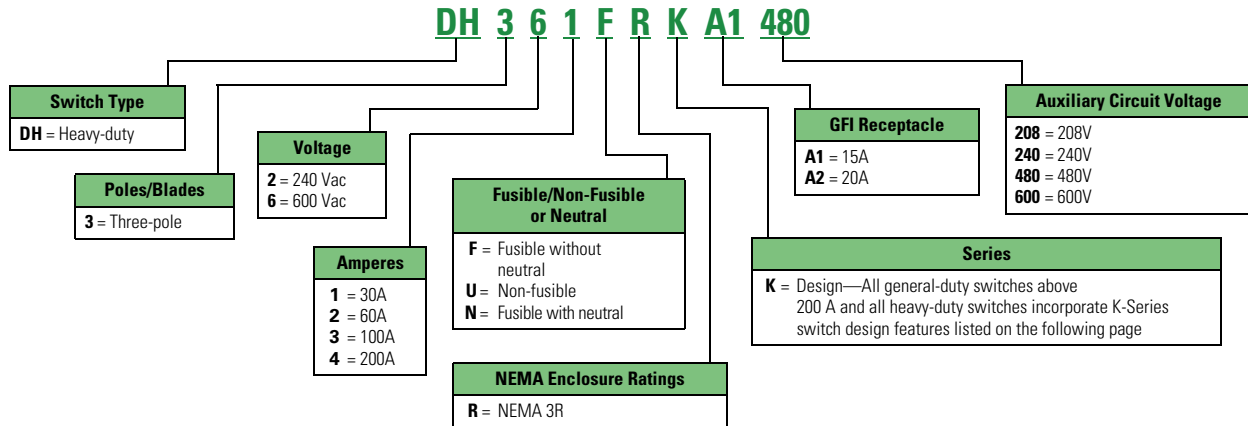 DH 3 6 1 F R K A1 480
Switch Type
DH = Heavy-duty
Poles/Blades
3 = Three-pole
Voltage
2 = 240 Vac
6 = 600 Vac
Amperes
1 = 30A
2 = 60A
3 = 100A
4 = 200A
Fusible/Non-Fusible
or Neutral
F = Fusible without
neutral
U = Non-fusible
N = Fusible with neutral
NEMA Enclosure Ratings
R = NEMA 3R
GFI Receptacle
A1 = 15A
A2 = 20A
Auxiliary Circuit Voltage
208 = 208V
240 = 240V
480 = 480V
600 = 600V
Series
K = Design—All general-duty switches above
200 A and all heavy-duty switches incorporate K-Series
switch design features listed on the following page